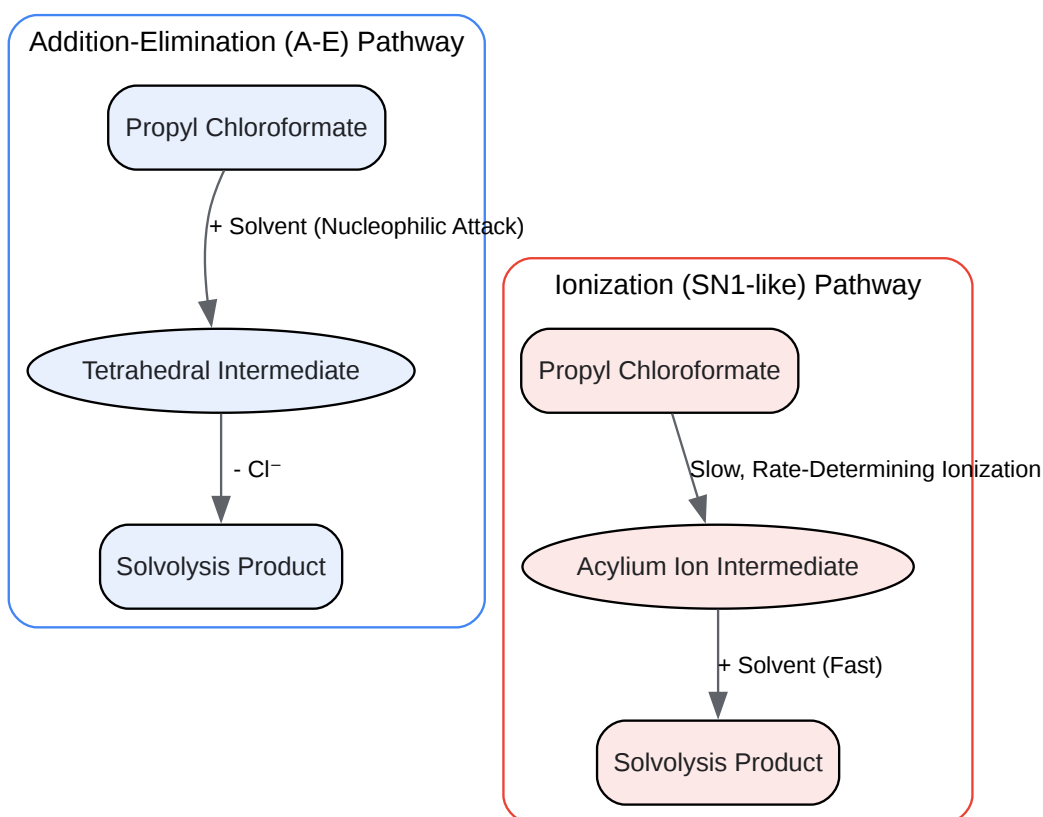 Addition-Elimination (A-E) Pathway
Propyl Chloroformate
+ Solvent (Nucleophilic Attack)
Tetrahedral Intermediate
- Cl⁻
Solvolysis Product
Ionization (SN1-like) Pathway
Propyl Chloroformate
Slow, Rate-Determining Ionization
Acylium Ion Intermediate
+ Solvent (Fast)
Solvolysis Product